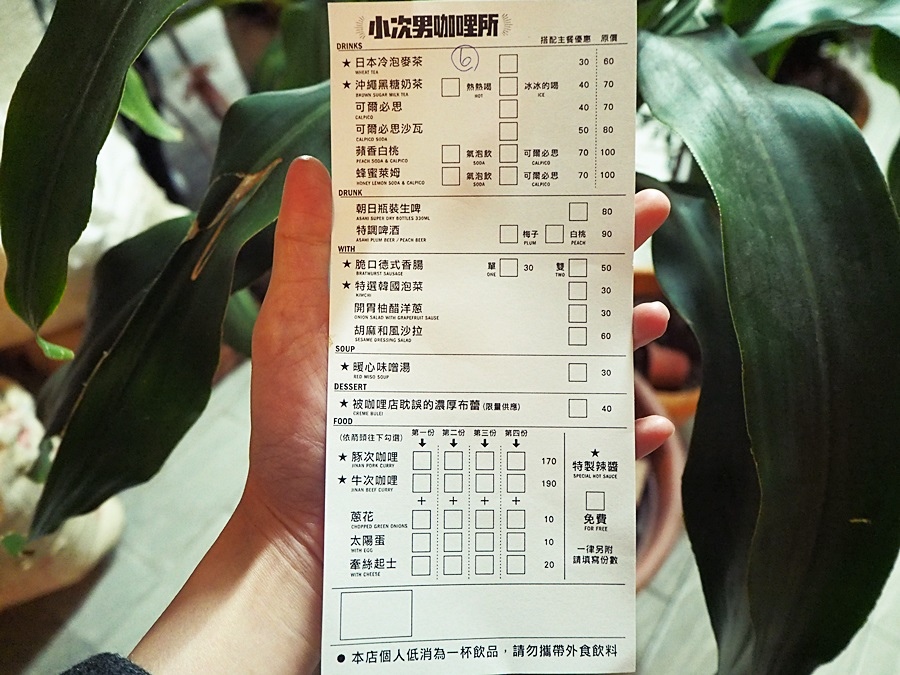 小次男咖哩所
DRINKS 搭配主餐優惠 原價
6
★ 日本冷泡麥茶 30 60
WHEAT TEA
★ 沖繩黑糖奶茶 熱熱喝 冰冰的喝 40 70
BROWN SUGAR MILK TEA HOT ICE
可爾必思 40 70
CALPICO
可爾必思沙瓦 50 80
CALPICO SODA
蘋香白桃 氣泡飲 可爾必思 70 100
PEACH SODA & CALPICO SODA CALPICO
蜂蜜萊姆 氣泡飲 可爾必思 70 100
HONEY LEMON SODA & CALPICO SODA CALPICO
DRUNK
朝日瓶裝生啤 80
ASAHI SUPER DRY BOTTLES 330ML
特調啤酒 梅子 白桃 90
ASAHI PLUM BEER / PEACH BEER PLUM PEACH
WITH
★ 脆口德式香腸 單 30 雙 50
BRATWURST SAUSAGE ONE TWO
★ 特選韓國泡菜 30
KIMCHI
開胃柚醋洋蔥 30
ONION SALAD WITH GRAPEFRUIT SAUSE
胡麻和風沙拉 60
SESAME DRESSING SALAD
SOUP
★ 暖心味噌湯 30
RED MISO SOUP
DESSERT
★ 被咖哩店耽誤的濃厚布蕾 (限量供應) 40
CREME BULEI
FOOD
(依箭頭往下勾選) 第一份 第二份 第三份 第四份
★ 豚次咖哩 170
JINAN PORK CURRY
★ 牛次咖哩 190
JINAN BEEF CURRY
+ + + +
蔥花 10
CHOPPED GREEN ONIONS
太陽蛋 10
WITH EGG
牽絲起士 20
WITH CHEESE
★
特製辣醬
SPECIAL HOT SAUCE
免費
FOR FREE
一律另附
請填寫份數
● 本店個人低消為一杯飲品，請勿攜帶外食飲料